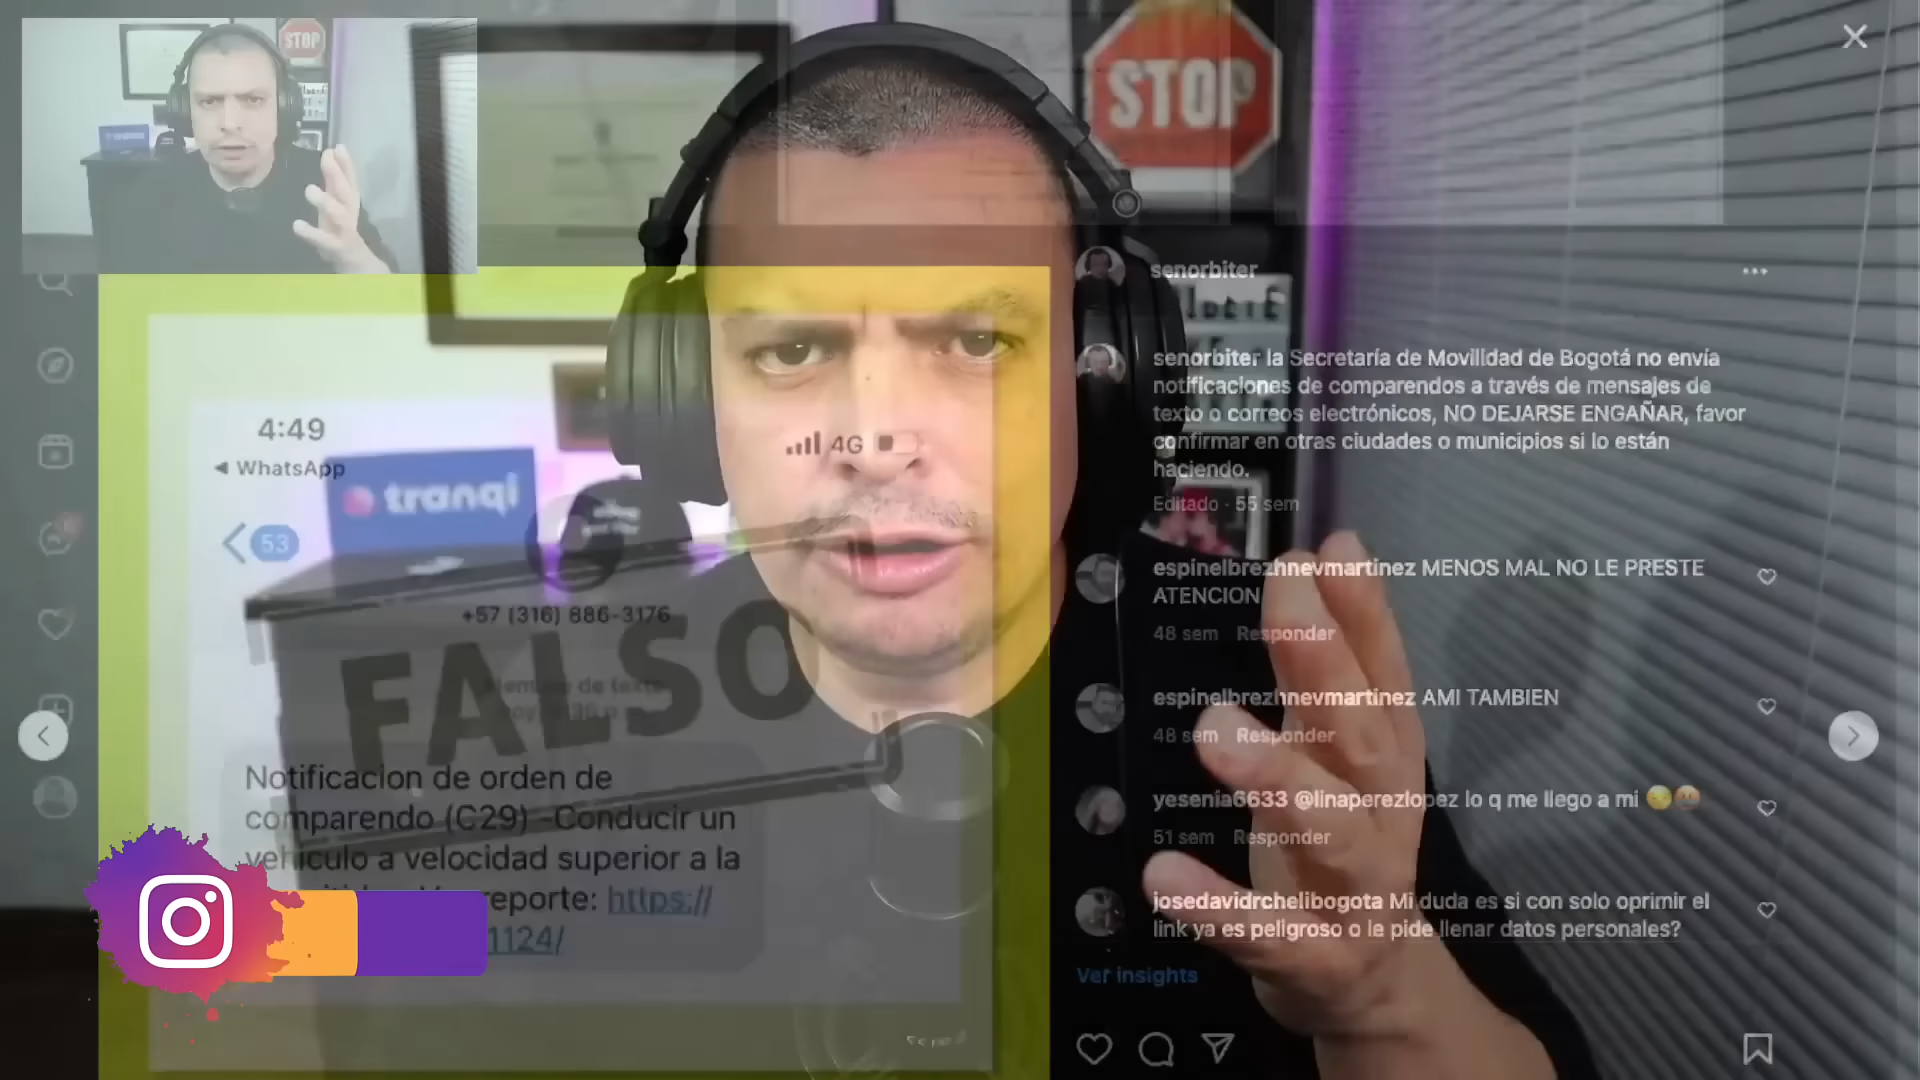 STOP
STOP
senorbiter
senorbiter la Secretaría de Movilidad de Bogotá no envía
notificaciones de comparendos a través de mensajes de
texto o correos electrónicos, NO DEJARSE ENGAÑAR, favor
confirmar en otras ciudades o municipios si lo están
haciendo.
Editado · 55 sem
4:49
4G
WhatsApp
tranqi
53
+57 (316) 886-3176
FALSO
Notificacion de orden de
comparendo (C29) -Conducir un
vehiculo a velocidad superior a la
reporte: https://
1124/
espinelbrezhnevmartinez MENOS MAL NO LE PRESTE
ATENCION
48 sem Responder
espinelbrezhnevmartinez AMI TAMBIEN
48 sem Responder
yesenia6633 @linaperezlopez lo q me llego a mi
51 sem Responder
josedavidrchelibogota Mi duda es si con solo oprimir el
link ya es peligroso o le pide llenar datos personales?
Ver insights